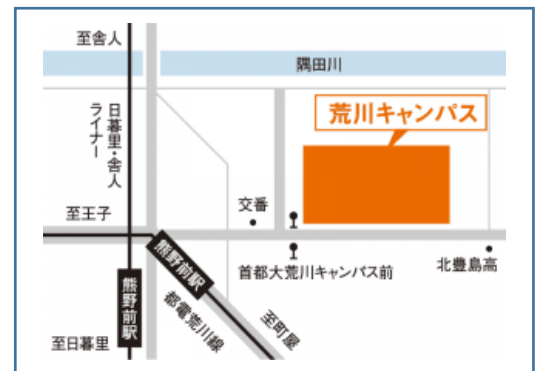 至舎人
隅田川
荒川キャンパス
日暮里・舎人
ライナー
至王子
交番
熊野前駅
首都大荒川キャンパス前
北豊島高
熊野前駅
都電荒川線
至町屋
至日暮里